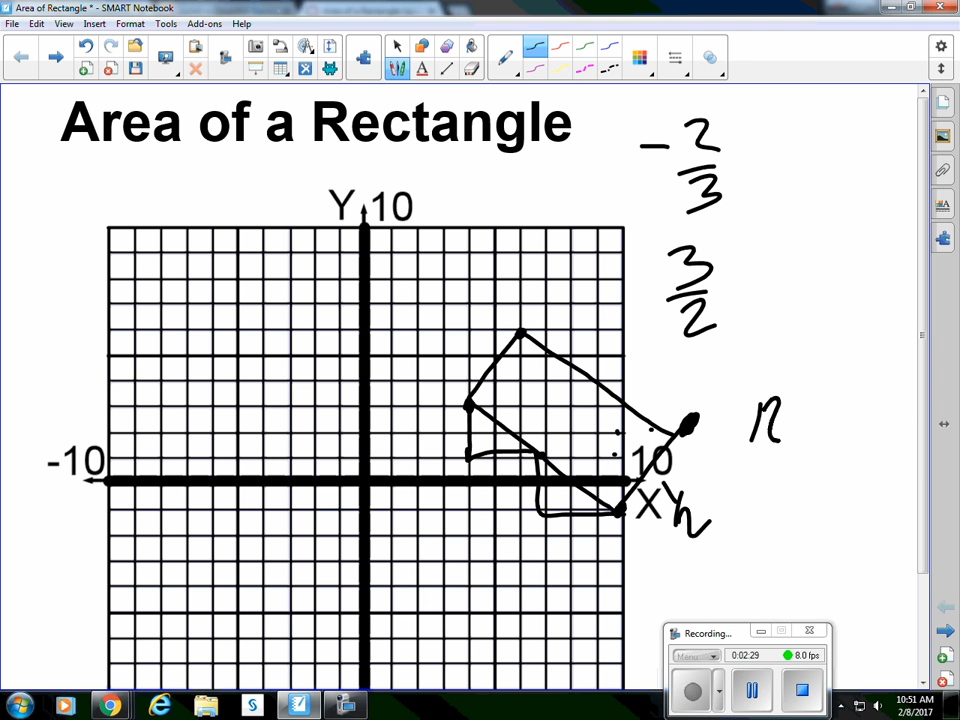 Area of Rectangle * - SMART Notebook
File Edit View Insert Format Tools Add-ons Help
Area of a Rectangle
- 2
3
3
2
Y 10
-10
10
X
Recording...
Menu
0:02:29
8.0 fps
10:51 AM
2/8/2017